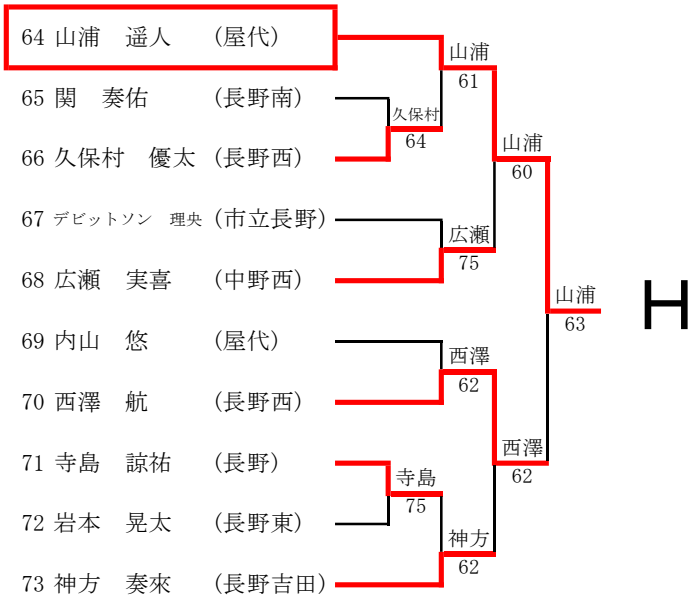 64 山浦　遥人　(屋代)
65 関　奏佑　(長野南)
66 久保村　優太　(長野西)
67 デビットソン　理央　(市立長野)
68 広瀬　実喜　(中野西)
69 内山　悠　(屋代)
70 西澤　航　(長野西)
71 寺島　諒祐　(長野)
72 岩本　晃太　(長野東)
73 神方　奏來　(長野吉田)
久保村
64
寺島
75
山浦
61
広瀬
75
西澤
62
神方
62
山浦
60
西澤
62
山浦
63
H